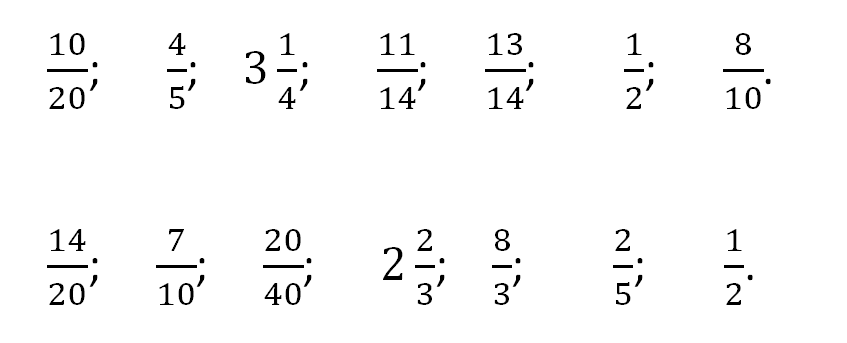 10/20; 4/5; 3 1/4; 11/14; 13/14; 1/2; 8/10.
14/20; 7/10; 20/40; 2 2/3; 8/3; 2/5; 1/2.